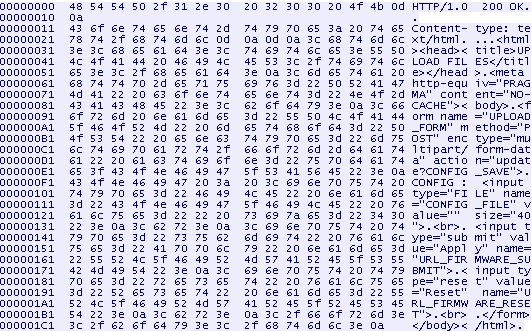 00000000 48 54 54 50 2f 31 2e 30 20 32 30 30 20 4f 4b 0d HTTP/1.0 200 OK.
00000010 0a .
00000011 43 6f 6e 74 65 6e 74 2d 74 79 70 65 3a 20 74 65 Content- type: te
00000021 78 74 2f 68 74 6d 6c 0d 0a 0d 0a 3c 68 74 6d 6c xt/html. ...<html
00000031 3e 3c 68 65 61 64 3e 3c 74 69 74 6c 65 3e 55 50 ><head>< title>UP
00000041 4c 4f 41 44 20 46 49 4c 45 53 3c 2f 74 69 74 6c LOAD FIL ES</titl
00000051 65 3e 3c 2f 68 65 61 64 3e 0a 3c 6d 65 74 61 20 e></head >.<meta
00000061 68 74 74 70 2d 65 71 75 69 76 3d 22 50 52 41 47 http-equ iv="PRAG
00000071 4d 41 22 20 63 6f 6e 74 65 6e 74 3d 22 4e 4f 2d MA" cont ent="NO-
00000081 43 41 43 48 45 22 3e 3c 62 6f 64 79 3e 0a 3c 66 CACHE">< body>.<f
00000091 6f 72 6d 20 6e 61 6d 65 3d 22 55 50 4c 4f 41 44 orm name ="UPLOAD
000000A1 5f 46 4f 52 4d 22 20 6d 65 74 68 6f 64 3d 22 50 _FORM" m ethod="P
000000B1 4f 53 54 22 20 65 6e 63 74 79 70 65 3d 22 6d 75 OST" enc type="mu
000000C1 6c 74 69 70 61 72 74 2f 66 6f 72 6d 2d 64 61 74 ltipart/ form-dat
000000D1 61 22 20 61 63 74 69 6f 6e 3d 22 75 70 64 61 74 a" actio n="updat
000000E1 65 3f 43 4f 4e 46 49 47 5f 53 41 56 45 22 3e 0a e?CONFIG _SAVE">.
000000F1 43 4f 4e 46 49 47 20 3a 20 3c 69 6e 70 75 74 20 CONFIG : <input
00000101 74 79 70 65 3d 22 46 49 4c 45 22 20 6e 61 6d 65 type="FI LE" name
00000111 3d 22 43 4f 4e 46 49 47 5f 46 49 4c 45 22 20 76 ="CONFIG _FILE" v
00000121 61 6c 75 65 3d 22 22 20 73 69 7a 65 3d 22 34 30 alue="" size="40
00000131 22 3e 0a 3c 62 72 3e 0a 3c 69 6e 70 75 74 20 74 ">.<br>. <input t
00000141 79 70 65 3d 22 73 75 62 6d 69 74 22 20 76 61 6c ype="sub mit" val
00000151 75 65 3d 22 41 70 70 6c 79 22 20 6e 61 6d 65 3d ue="Appl y" name=
00000161 22 55 52 4c 5f 46 49 52 4d 57 41 52 45 5f 53 55 "URL_FIR MWARE_SU
00000171 42 4d 49 54 22 3e 0a 3c 69 6e 70 75 74 20 74 79 BMIT">.< input ty
00000181 70 65 3d 22 72 65 73 65 74 22 20 76 61 6c 75 65 pe="rese t" value
00000191 3d 22 52 65 73 65 74 22 20 6e 61 6d 65 3d 22 55 ="Reset" name="U
000001A1 52 4c 5f 46 49 52 4d 57 41 52 45 5f 52 45 53 45 RL_FIRMW ARE_RESE
000001B1 54 22 3e 0a 3c 62 72 3e 0a 3c 2f 66 6f 72 6d 3e T">.<br> .</form>
000001C1 3c 2f 62 6f 64 79 3e 3c 2f 68 74 6d 6c 3e 0a </body>< /html>.